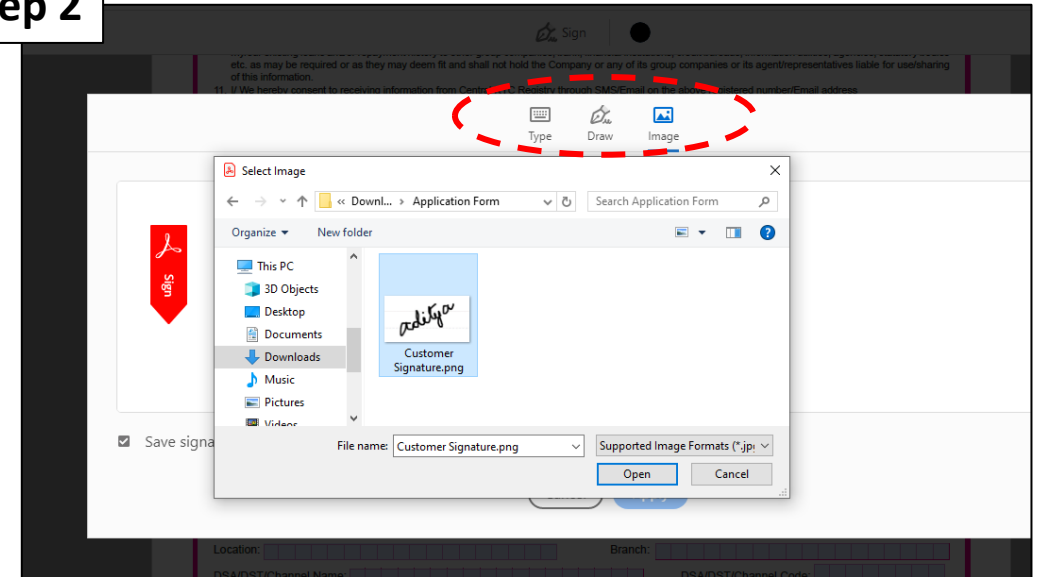 ep 2
Sign
etc. as may be required or as they may deem fit and shall not hold the Company or any of its group companies or its agent/representatives liable for use/sharing
of this information.
11. I/ We hereby consent to receiving information from Central KYC Registry through SMS/Email on the above registered number/Email address
Type Draw Image
Select Image
« Downl... › Application Form
Search Application Form
Organize New folder
This PC
3D Objects
Desktop
Documents
Downloads
Music
Pictures
Videos
aditya
Customer
Signature.png
Sign
Save signa
File name: Customer Signature.png
Supported Image Formats (*.jp
Open Cancel
Location: Branch:
DSA/DST/Channel Name: DSA/DST/Channel Code: